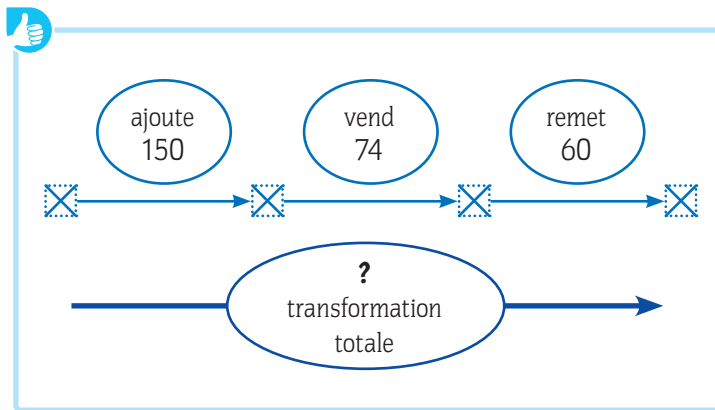 ajoute
150
vend
74
remet
60
?
transformation
totale